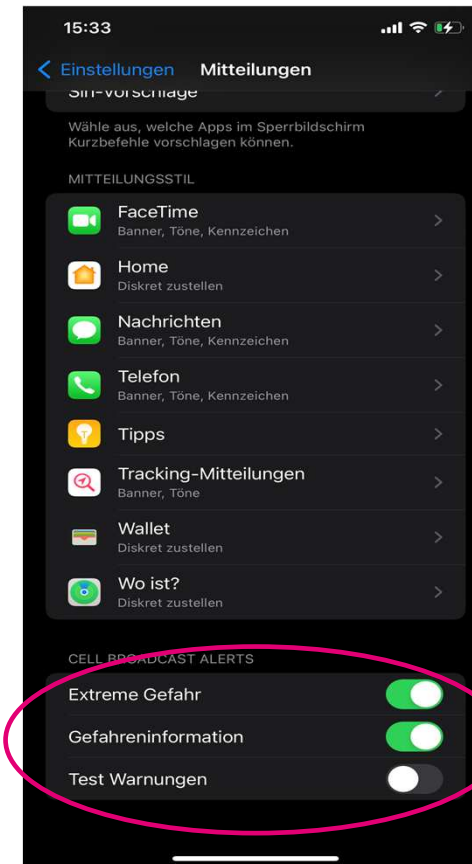 15:33
Einstellungen Mitteilungen
Siri-Vorschläge
Wähle aus, welche Apps im Sperrbildschirm
Kurzbefehle vorschlagen können.
MITTEILUNGSSTIL
FaceTime
Banner, Töne, Kennzeichen
Home
Diskret zustellen
Nachrichten
Banner, Töne, Kennzeichen
Telefon
Banner, Töne, Kennzeichen
Tipps
Tracking-Mitteilungen
Banner, Töne
Wallet
Diskret zustellen
Wo ist?
Diskret zustellen
CELL BROADCAST ALERTS
Extreme Gefahr
Gefahreninformation
Test Warnungen